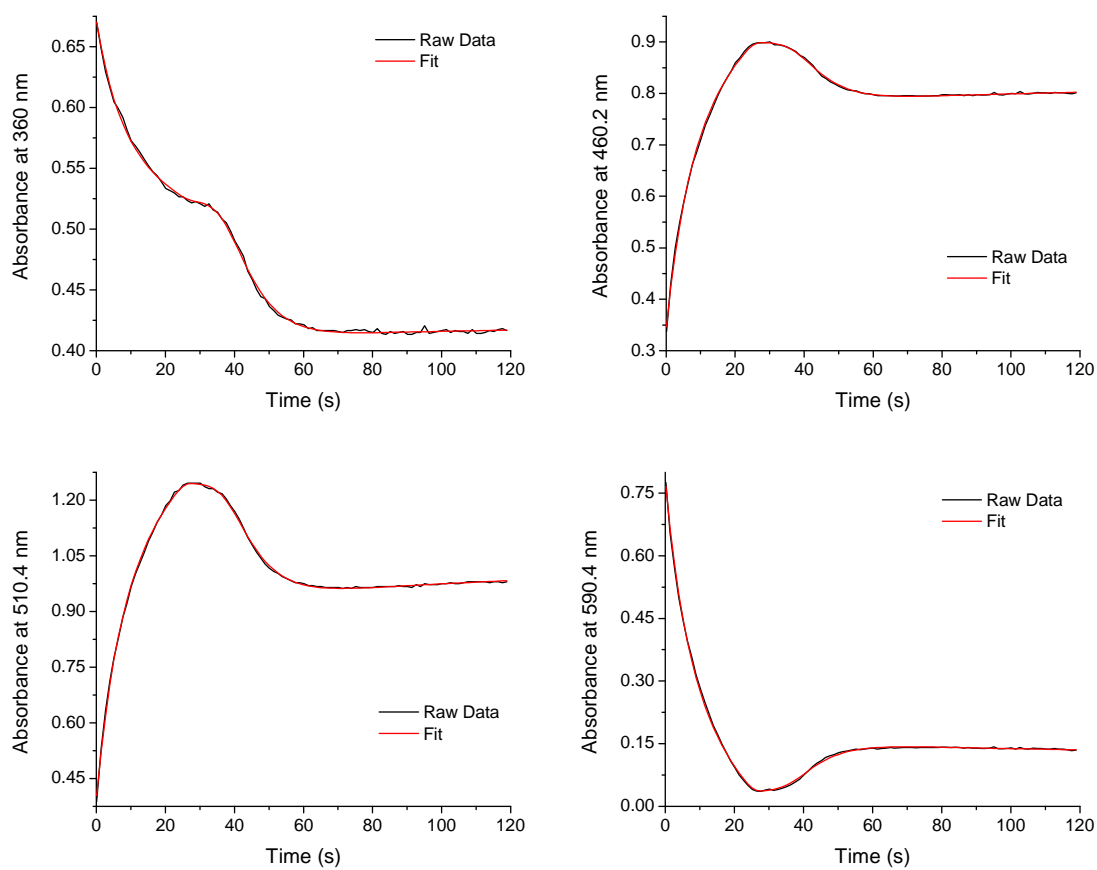 Absorbance at 360 nm
0.65
0.60
0.55
0.50
0.45
0.40
Raw Data
Fit
0 20 40 60 80 100 120
Time (s)
Absorbance at 460.2 nm
0.9
0.8
0.7
0.6
0.5
0.4
0.3
Raw Data
Fit
0 20 40 60 80 100 120
Time (s)
Absorbance at 510.4 nm
1.20
1.05
0.90
0.75
0.60
0.45
Raw Data
Fit
0 20 40 60 80 100 120
Time (s)
Absorbance at 590.4 nm
0.75
0.60
0.45
0.30
0.15
0.00
Raw Data
Fit
0 20 40 60 80 100 120
Time (s)